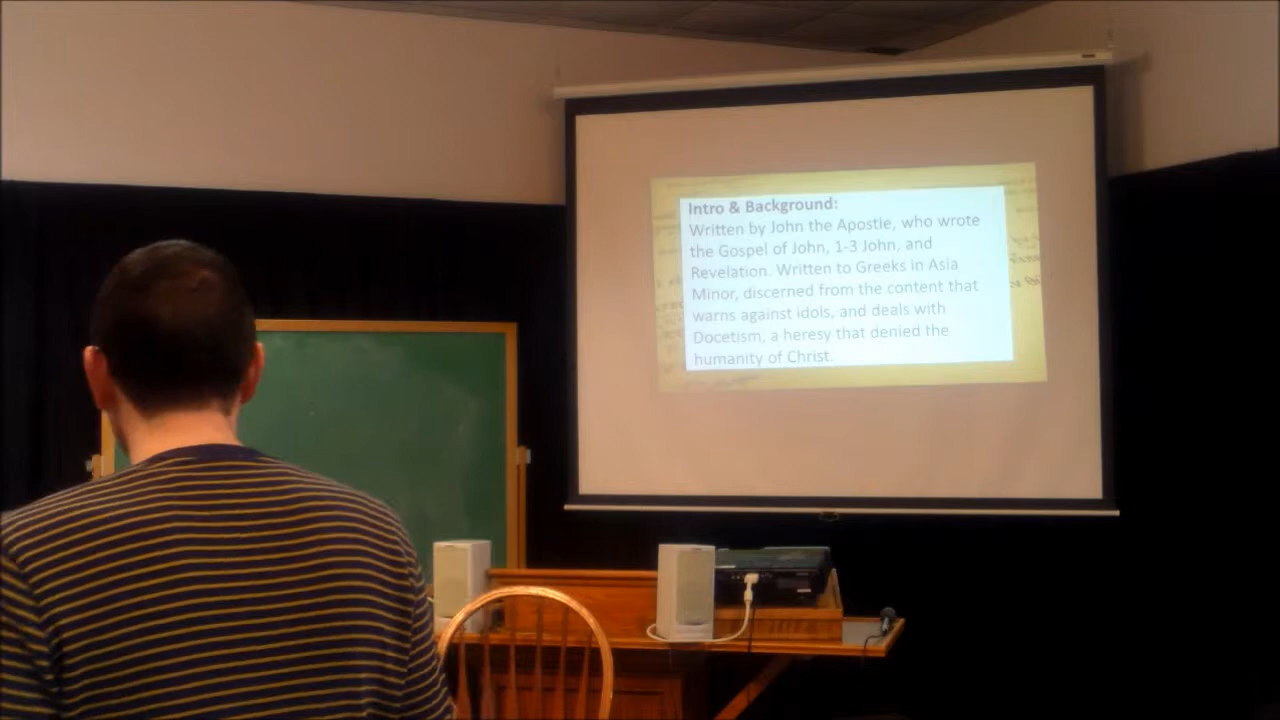 Intro & Background:
Written by John the Apostle, who wrote
the Gospel of John, 1-3 John, and
Revelation. Written to Greeks in Asia
Minor, discerned from the content that
warns against idols, and deals with
Docetism, a heresy that denied the
humanity of Christ.